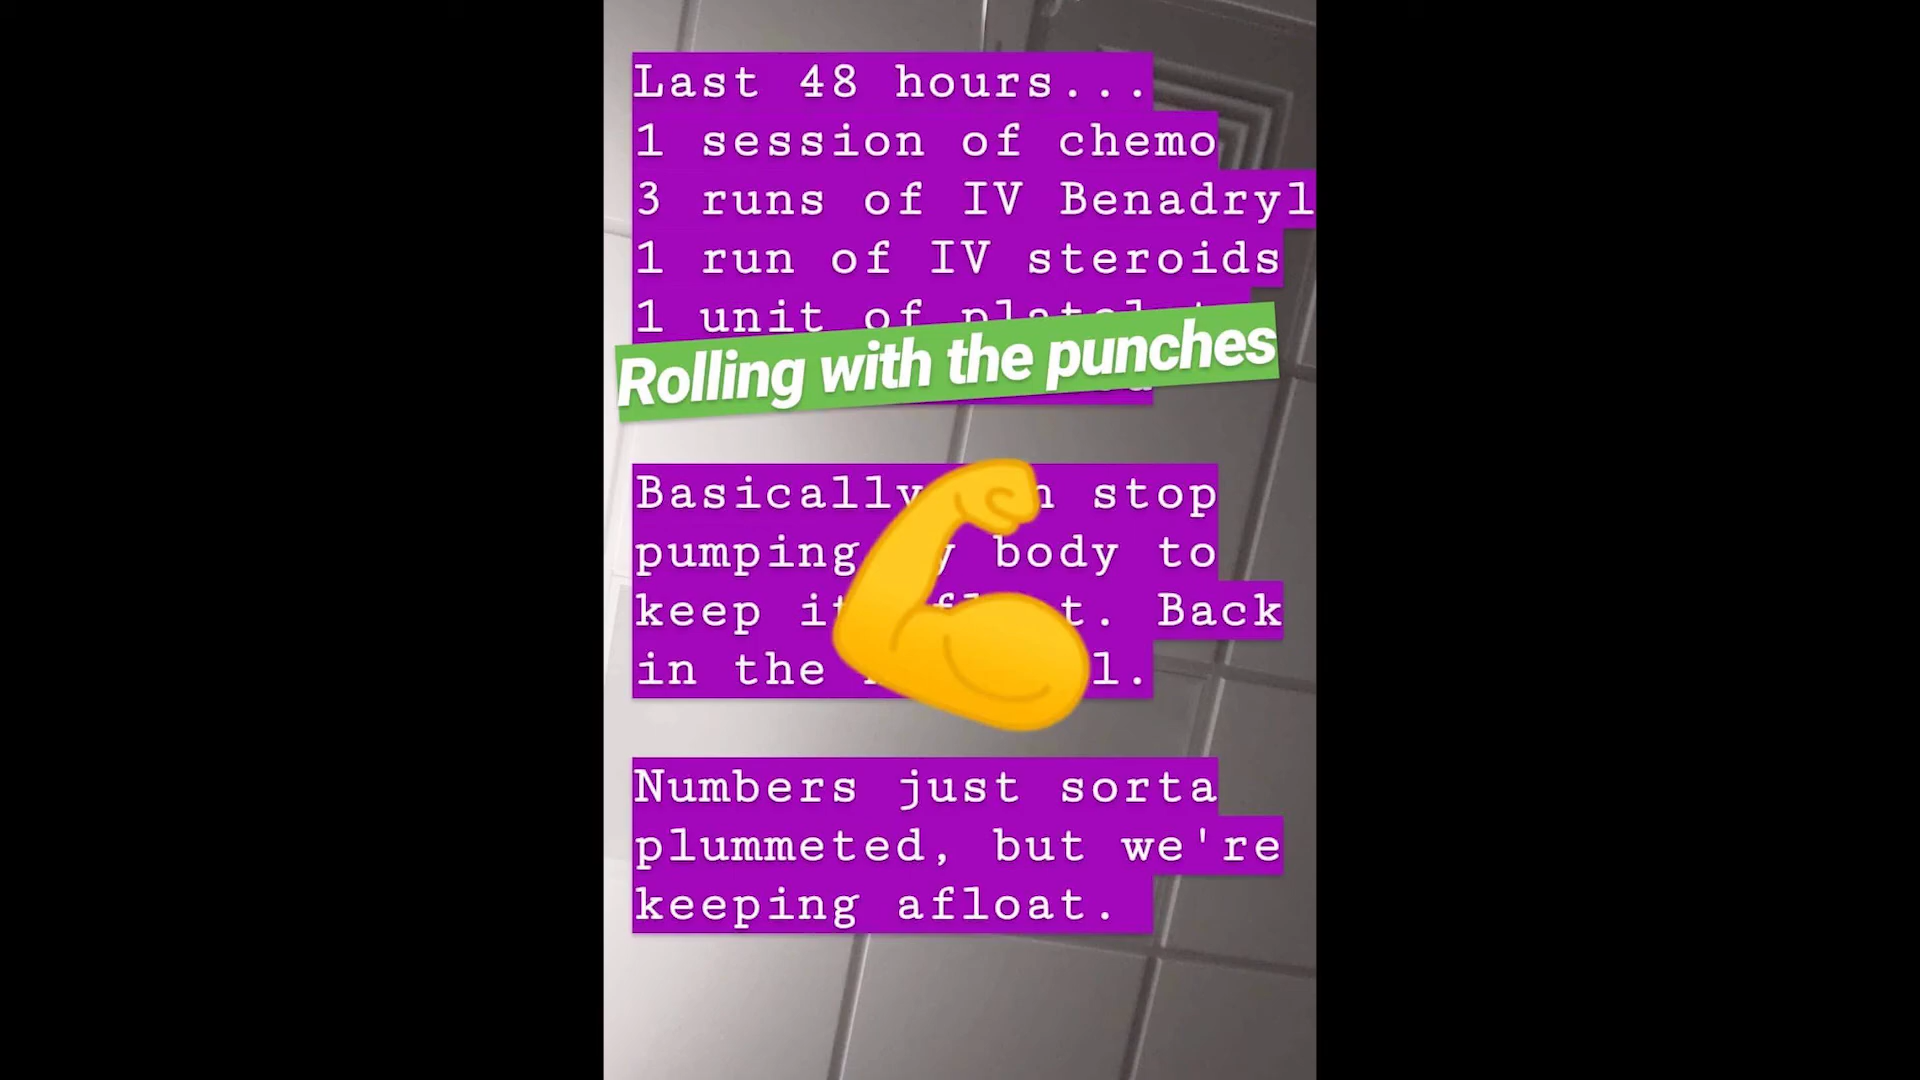 Last 48 hours...
1 session of chemo
3 runs of IV Benadryl
1 run of IV steroids
1 unit of
Rolling with the punches
stop
pumping body to
keep Back
in the
Numbers just sorta
plummeted, but we're
keeping afloat.